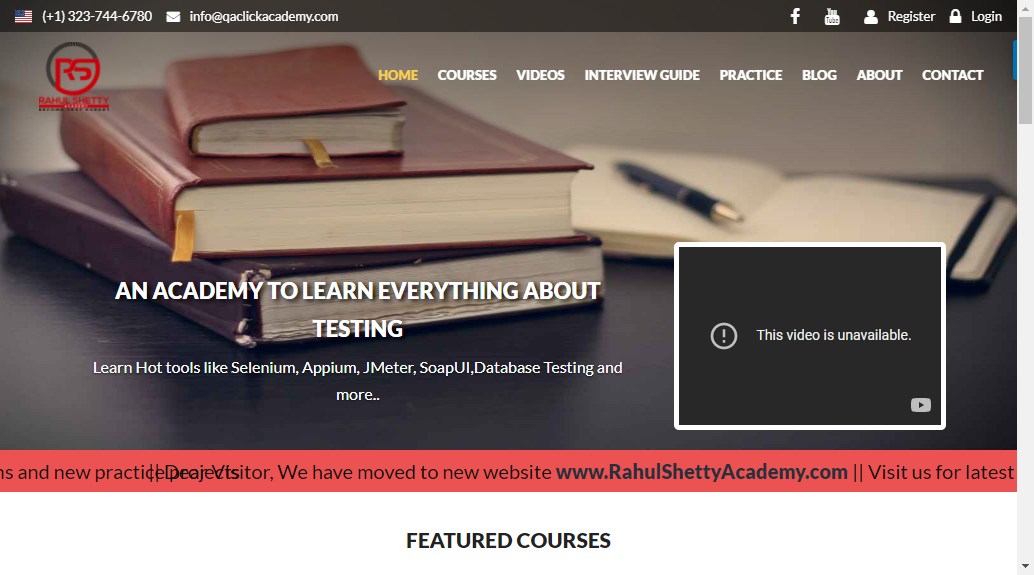 (+1) 323-744-6780 info@qaclickacademy.com You Tube Register Login
RS
RAHUL SHETTY
HOME COURSES VIDEOS INTERVIEW GUIDE PRACTICE BLOG ABOUT CONTACT
AN ACADEMY TO LEARN EVERYTHING ABOUT
TESTING
Learn Hot tools like Selenium, Appium, JMeter, SoapUI,Database Testing and
more..
This video is unavailable.
ns and new practice projects || Dear Visitor, We have moved to new website www.RahulShettyAcademy.com || Visit us for latest
FEATURED COURSES